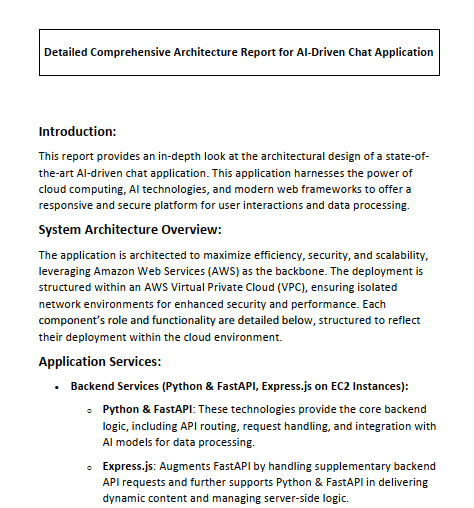 Detailed Comprehensive Architecture Report for AI-Driven Chat Application
Introduction:
This report provides an in-depth look at the architectural design of a state-of-
the-art AI-driven chat application. This application harnesses the power of
cloud computing, AI technologies, and modern web frameworks to offer a
responsive and secure platform for user interactions and data processing.
System Architecture Overview:
The application is architected to maximize efficiency, security, and scalability,
leveraging Amazon Web Services (AWS) as the backbone. The deployment is
structured within an AWS Virtual Private Cloud (VPC), ensuring isolated
network environments for enhanced security and performance. Each
component’s role and functionality are detailed below, structured to reflect
their deployment within the cloud environment.
Application Services:
• Backend Services (Python & FastAPI, Express.js on EC2 Instances):
o Python & FastAPI: These technologies provide the core backend
logic, including API routing, request handling, and integration with
AI models for data processing.
o Express.js: Augments FastAPI by handling supplementary backend
API requests and further supports Python & FastAPI in delivering
dynamic content and managing server-side logic.